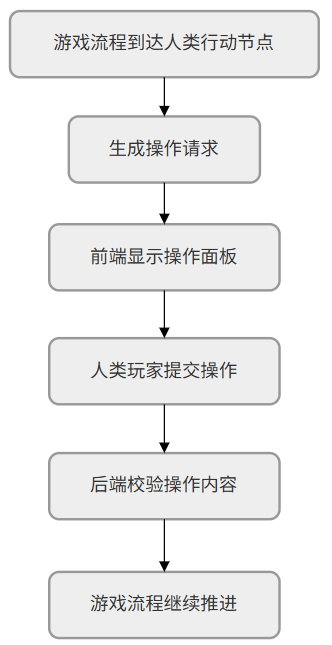 游戏流程到达人类行动节点
生成操作请求
前端显示操作面板
人类玩家提交操作
后端校验操作内容
游戏流程继续推进